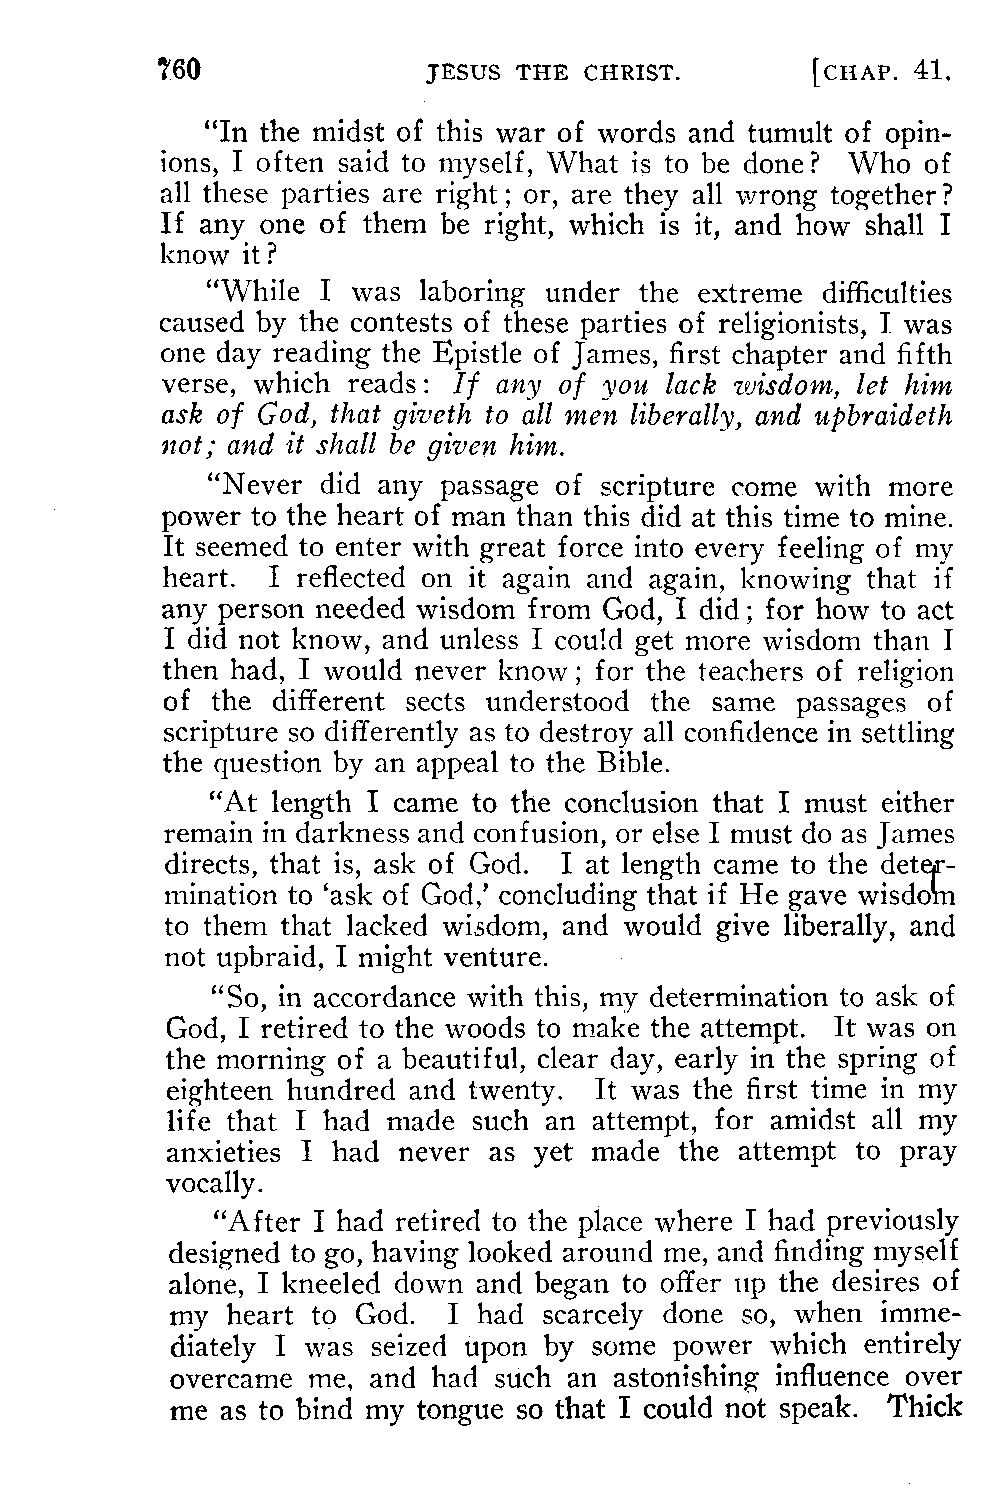 760 JESUS THE CHRIST. [CHAP. 41.
"In the midst of this war of words and tumult of opin-
ions, I often said to myself, What is to be done? Who of
all these parties are right; or, are they all wrong together?
If any one of them be right, which is it, and how shall I
know it?
"While I was laboring under the extreme difficulties
caused by the contests of these parties of religionists, I was
one day reading the Epistle of James, first chapter and fifth
verse, which reads: If any of you lack wisdom, let him
ask of God, that giveth to all men liberally, and upbraideth
not; and it shall be given him.
"Never did any passage of scripture come with more
power to the heart of man than this did at this time to mine.
It seemed to enter with great force into every feeling of my
heart. I reflected on it again and again, knowing that if
any person needed wisdom from God, I did; for how to act
I did not know, and unless I could get more wisdom than I
then had, I would never know; for the teachers of religion
of the different sects understood the same passages of
scripture so differently as to destroy all confidence in settling
the question by an appeal to the Bible.
"At length I came to the conclusion that I must either
remain in darkness and confusion, or else I must do as James
directs, that is, ask of God. I at length came to the deter-
mination to 'ask of God,' concluding that if He gave wisdom
to them that lacked wisdom, and would give liberally, and
not upbraid, I might venture.
"So, in accordance with this, my determination to ask of
God, I retired to the woods to make the attempt. It was on
the morning of a beautiful, clear day, early in the spring of
eighteen hundred and twenty. It was the first time in my
life that I had made such an attempt, for amidst all my
anxieties I had never as yet made the attempt to pray
vocally.
"After I had retired to the place where I had previously
designed to go, having looked around me, and finding myself
alone, I kneeled down and began to offer up the desires of
my heart to God. I had scarcely done so, when imme-
diately I was seized upon by some power which entirely
overcame me, and had such an astonishing influence over
me as to bind my tongue so that I could not speak. Thick